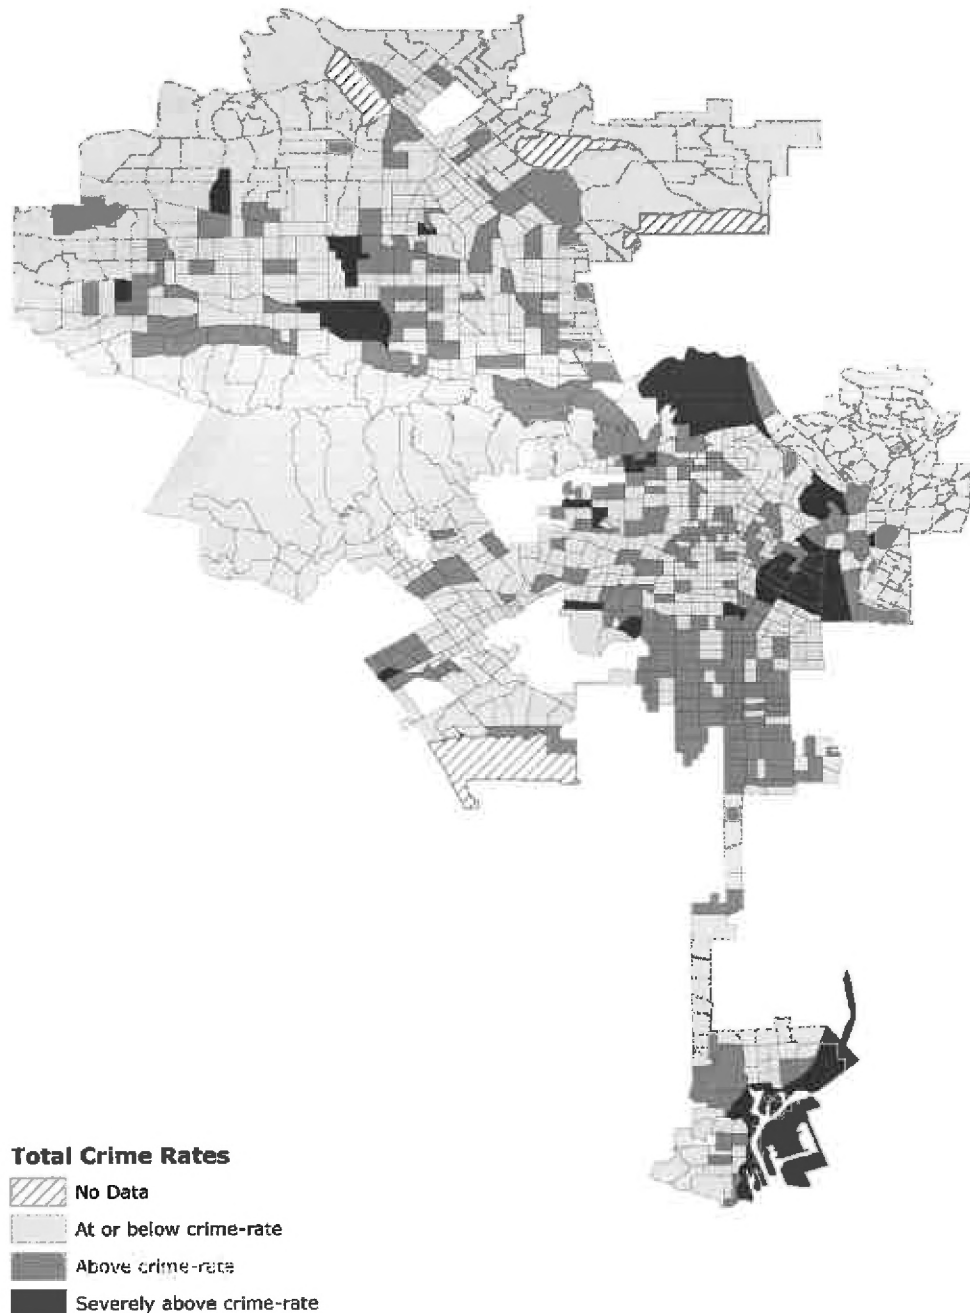 Total Crime Rates
No Data
At or below crime-rate
Above crime-rate
Severely above crime-rate